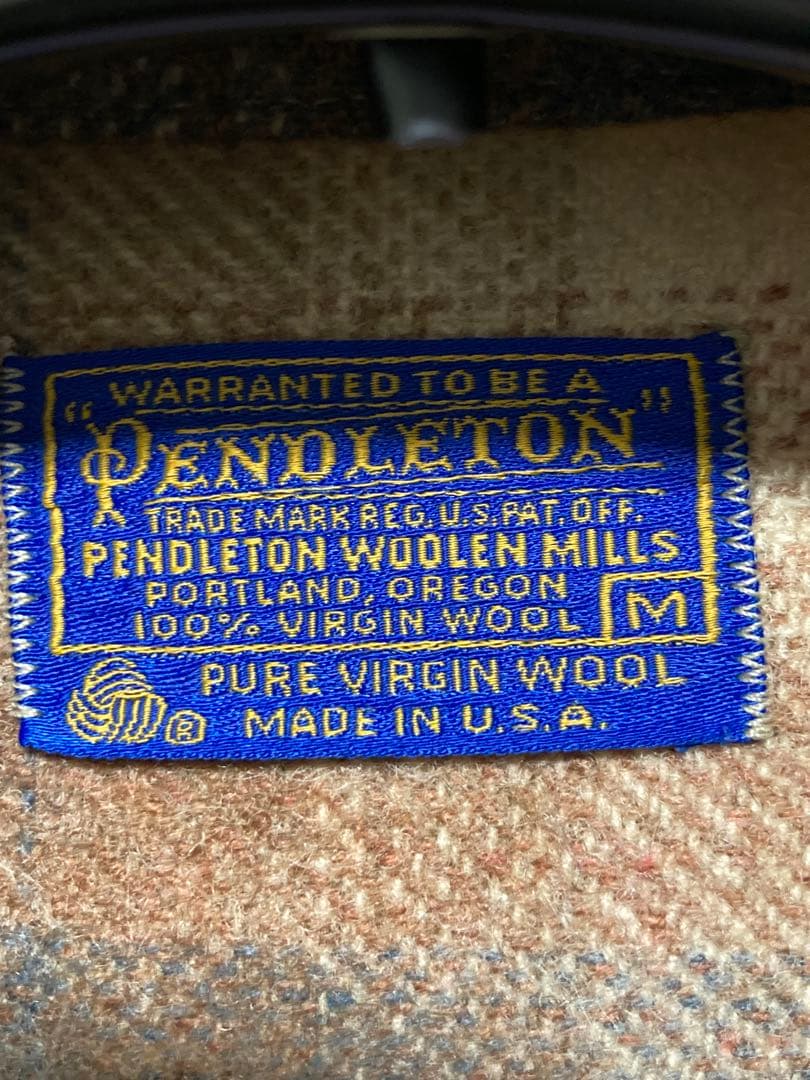 WARRANTED TO BE A
"PENDLETON"
TRADE MARK REG. U.S. PAT. OFF.
PENDLETON WOOLEN MILLS
PORTLAND, OREGON
100% VIRGIN WOOL M
PURE VIRGIN WOOL
® MADE IN U.S.A.